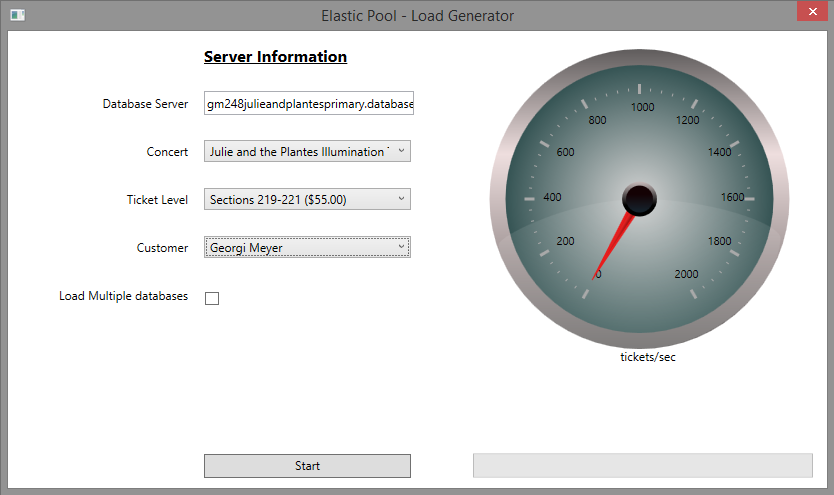 Elastic Pool - Load Generator
Server Information
Database Server
gm248julieandplantesprimary.database
Concert
Julie and the Plantes Illumination
Ticket Level
Sections 219-221 ($55.00)
Customer
Georgi Meyer
Load Multiple databases
Start
0
200
400
600
800
1000
1200
1400
1600
1800
2000
tickets/sec